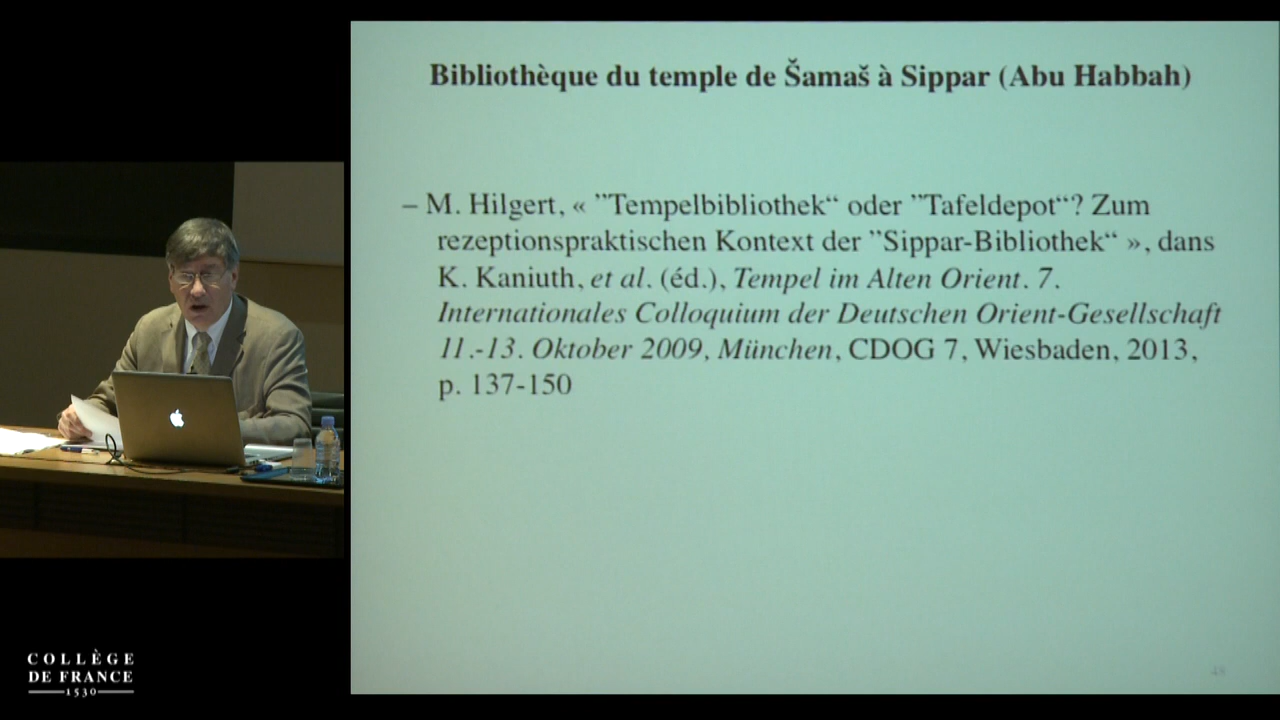 Bibliothèque du temple de Šamaš à Sippar (Abu Habbah)
– M. Hilgert, « ”Tempelbibliothek“ oder ”Tafeldepot“? Zum
rezeptionspraktischen Kontext der ”Sippar-Bibliothek“ », dans
K. Kaniuth, et al. (éd.), Tempel im Alten Orient. 7.
Internationales Colloquium der Deutschen Orient-Gesellschaft
11.-13. Oktober 2009, München, CDOG 7, Wiesbaden, 2013,
p. 137-150
COLLÈGE
DE FRANCE
1530